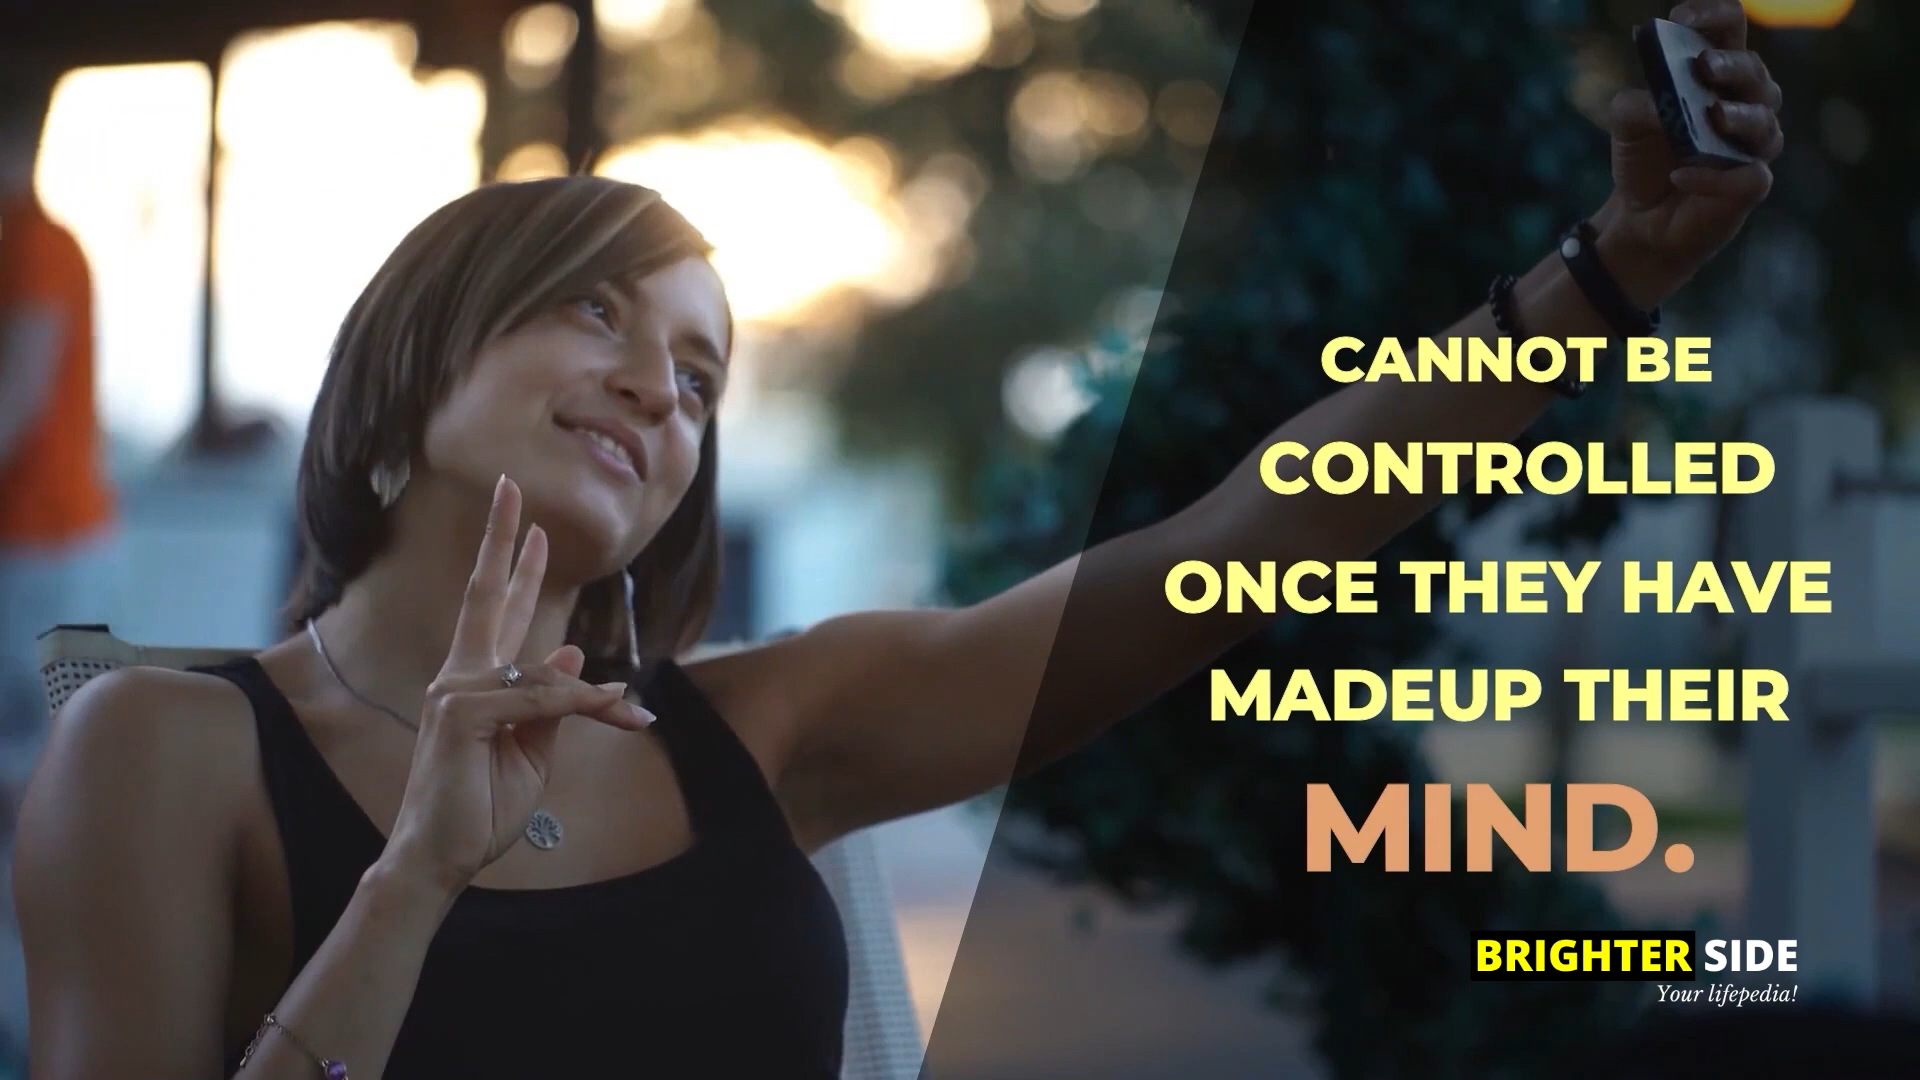 CANNOT BE
CONTROLLED
ONCE THEY HAVE
MADEUP THEIR
MIND.
BRIGHTER SIDE
Your lifepedia!